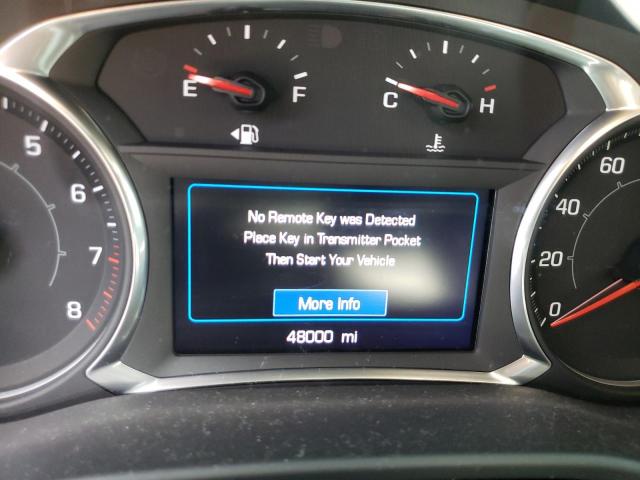 E F
C H
5
6
7
8
No Remote Key was Detected
Place Key in Transmitter Pocket
Then Start Your Vehicle
More Info
48000 mi
60
40
20
0